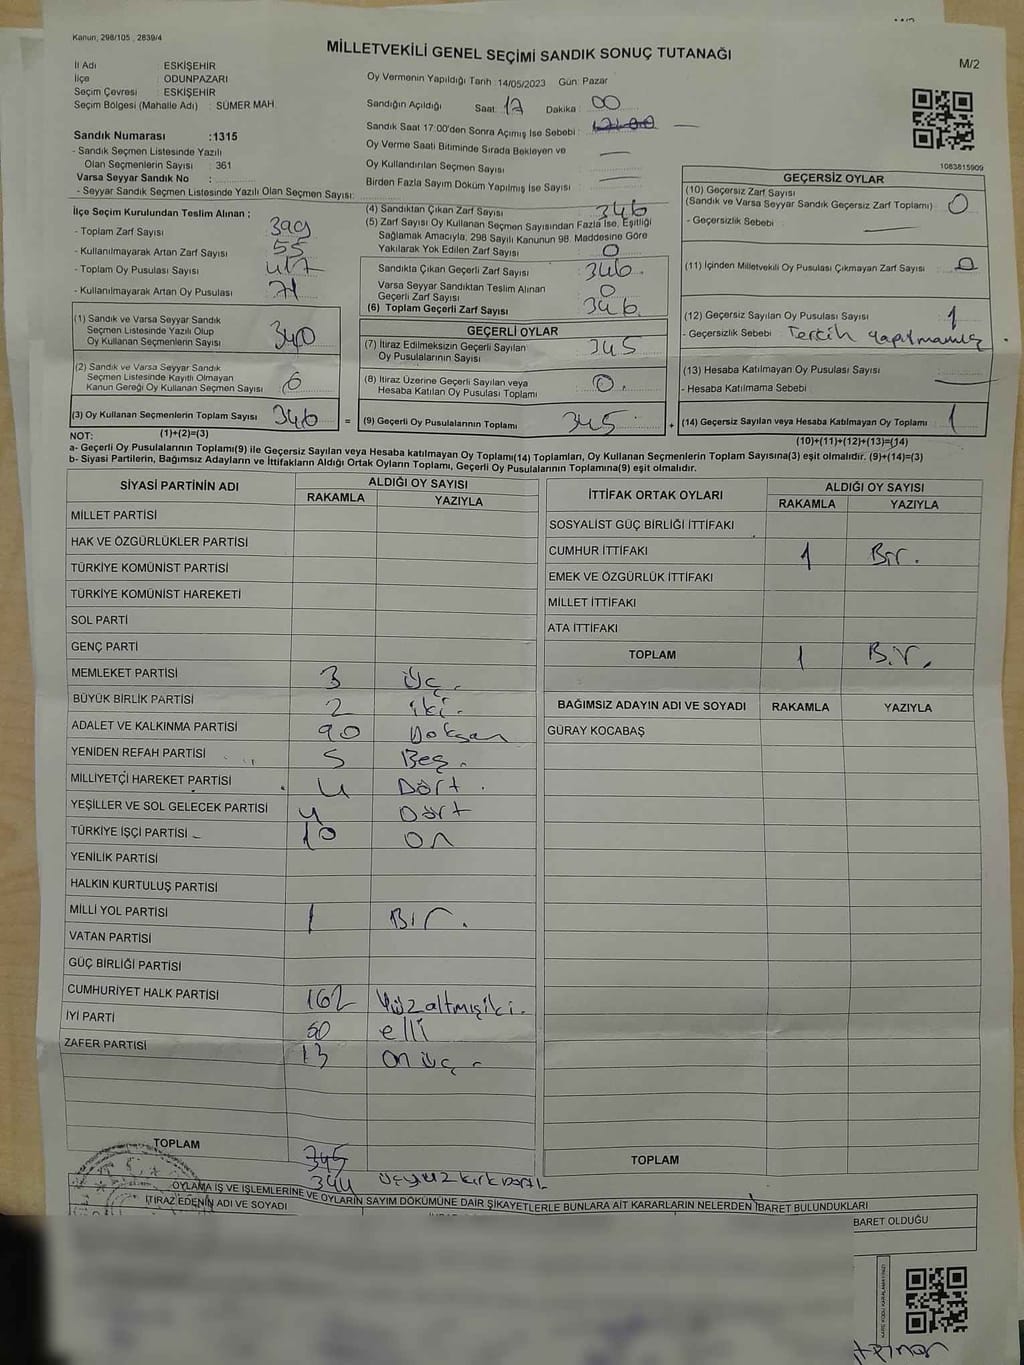 Kanun, 298/105 , 2839/4
MİLLETVEKİLİ GENEL SEÇİMİ SANDIK SONUÇ TUTANAĞI
M/2
İl Adı : ESKİŞEHİR
İlçe : ODUNPAZARI
Seçim Çevresi : ESKİŞEHİR
Seçim Bölgesi (Mahalle Adı) : SÜMER MAH.
Sandık Numarası :1315
- Sandık Seçmen Listesinde Yazılı
Olan Seçmenlerin Sayısı : 361
Varsa Seyyar Sandık No :
- Seyyar Sandık Seçmen Listesinde Yazılı Olan Seçmen Sayısı:
Oy Vermenin Yapıldığı Tarih :14/05/2023 Gün: Pazar
Sandığın Açıldığı Saat: 17 Dakika : 00
Sandık Saat 17:00'den Sonra Açımış İse Sebebi : —
Oy Verme Saati Bitiminde Sırada Bekleyen ve
Oy Kullandırılan Seçmen Sayısı : —
Birden Fazla Sayım Döküm Yapılmış İse Sayısı : —
1083815909
İlçe Seçim Kurulundan Teslim Alınan ;
- Toplam Zarf Sayısı : 399
- Kullanılmayarak Artan Zarf Sayısı : 55
- Toplam Oy Pusulası Sayısı : 417
- Kullanılmayarak Artan Oy Pusulası : 71
(4) Sandıktan Çıkan Zarf Sayısı : 346
(5) Zarf Sayısı Oy Kullanan Seçmen Sayısından Fazla İse, Eşitliği
Sağlamak Amacıyla, 298 Sayılı Kanunun 98. Maddesine Göre
Yakılarak Yok Edilen Zarf Sayısı : 0
Sandıkta Çıkan Geçerli Zarf Sayısı : 346
Varsa Seyyar Sandıktan Teslim Alınan
Geçerli Zarf Sayısı : 0
(6) Toplam Geçerli Zarf Sayısı : 346
GEÇERSİZ OYLAR
(10) Geçersiz Zarf Sayısı
(Sandık ve Varsa Seyyar Sandık Geçersiz Zarf Toplamı) : 0
- Geçersizlik Sebebi : —
(11) İçinden Milletvekili Oy Pusulası Çıkmayan Zarf Sayısı : 0
(12) Geçersiz Sayılan Oy Pusulası Sayısı : 1
- Geçersizlik Sebebi : Tercih yapılmamış.
(13) Hesaba Katılmayan Oy Pusulası Sayısı : —
- Hesaba Katılmama Sebebi :
(14) Geçersiz Sayılan veya Hesaba Katılmayan Oy Toplamı : 1
(10)+(11)+(12)+(13)=(14)
(1) Sandık ve Varsa Seyyar Sandık
Seçmen Listesinde Yazılı Olup
Oy Kullanan Seçmenlerin Sayısı : 340
(2) Sandık ve Varsa Seyyar Sandık
Seçmen Listesinde Kayıtlı Olmayan
Kanun Gereği Oy Kullanan Seçmen Sayısı : 6
(3) Oy Kullanan Seçmenlerin Toplam Sayısı : 346 =
(1)+(2)=(3)
GEÇERLİ OYLAR
(7) İtiraz Edilmeksizin Geçerli Sayılan
Oy Pusulalarının Sayısı : 345
(8) İtiraz Üzerine Geçerli Sayılan veya
Hesaba Katılan Oy Pusulası Toplamı : 0.
(9) Geçerli Oy Pusulalarının Toplamı : 345 +
NOT:
a- Geçerli Oy Pusulalarının Toplamı(9) ile Geçersiz Sayılan veya Hesaba katılmayan Oy Toplamı(14) Toplamları, Oy Kullanan Seçmenlerin Toplam Sayısına(3) eşit olmalıdır. (9)+(14)=(3)
b- Siyasi Partilerin, Bağımsız Adayların ve İttifakların Aldığı Ortak Oyların Toplamı, Geçerli Oy Pusulalarının Toplamına(9) eşit olmalıdır.
SİYASİ PARTİNİN ADI ALDIĞI OY SAYISI
RAKAMLA YAZIYLA
MİLLET PARTİSİ
HAK VE ÖZGÜRLÜKLER PARTİSİ
TÜRKİYE KOMÜNİST PARTİSİ
TÜRKİYE KOMÜNİST HAREKETİ
SOL PARTİ
GENÇ PARTİ
MEMLEKET PARTİSİ 3 üç.
BÜYÜK BİRLİK PARTİSİ 2 iki.
ADALET VE KALKINMA PARTİSİ 90 Doksan
YENİDEN REFAH PARTİSİ 5 Beş.
MİLLİYETÇİ HAREKET PARTİSİ 4 Dört.
YEŞİLLER VE SOL GELECEK PARTİSİ 4 Dört
TÜRKİYE İŞÇİ PARTİSİ 10 On
YENİLİK PARTİSİ
HALKIN KURTULUŞ PARTİSİ
MİLLİ YOL PARTİSİ 1 Bir.
VATAN PARTİSİ
GÜÇ BİRLİĞİ PARTİSİ
CUMHURİYET HALK PARTİSİ 162 Yüzaltmışiki.
İYİ PARTİ 50 elli
ZAFER PARTİSİ 13 on üç
TOPLAM 345
344 üçyüzkırkdört
İTTİFAK ORTAK OYLARI ALDIĞI OY SAYISI
RAKAMLA YAZIYLA
SOSYALİST GÜÇ BİRLİĞİ İTTİFAKI
CUMHUR İTTİFAKI 1 Bir.
EMEK VE ÖZGÜRLÜK İTTİFAKI
MİLLET İTTİFAKI
ATA İTTİFAKI
TOPLAM 1 Bir.
BAĞIMSIZ ADAYIN ADI VE SOYADI RAKAMLA YAZIYLA
GÜRAY KOCABAŞ
TOPLAM
OYLAMA İŞ VE İŞLEMLERİNE VE OYLARIN SAYIM DÖKÜMÜNE DAİR ŞİKAYETLERLE BUNLARA AİT KARARLARIN NELERDEN İBARET BULUNDUKLARI
İTİRAZ EDENİN ADI VE SOYADI
BARET OLDUĞU